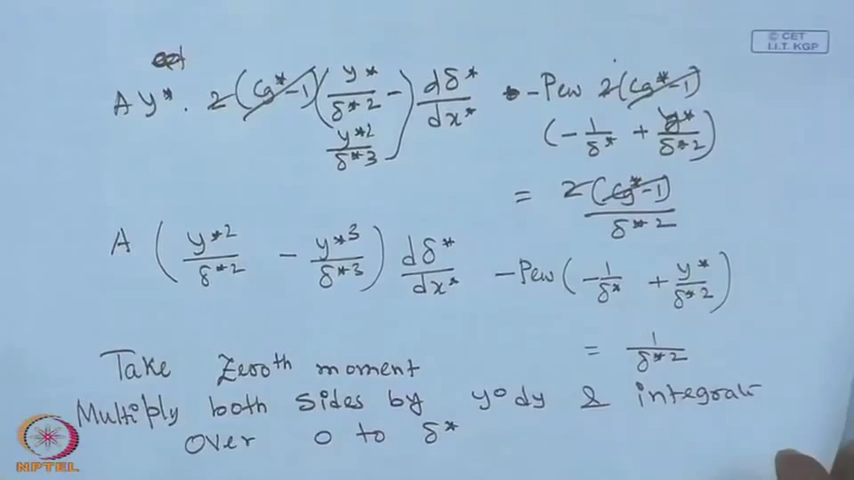 © CET
I.I.T. KGP
A y*. 2(Cg*-1)(y*/δ*2 - y*2/δ*3) dδ*/dx* - Pew 2(Cg*-1)
(-1/δ* + y*/δ*2)
= 2(Cg*-1)/δ*2
A (y*2/δ*2 - y*3/δ*3) dδ*/dx* - Pew(-1/δ* + y*/δ*2)
= 1/δ*2
Take Zeroth moment
Multiply both sides by y⁰dy &
over 0 to δ*
NPTEL